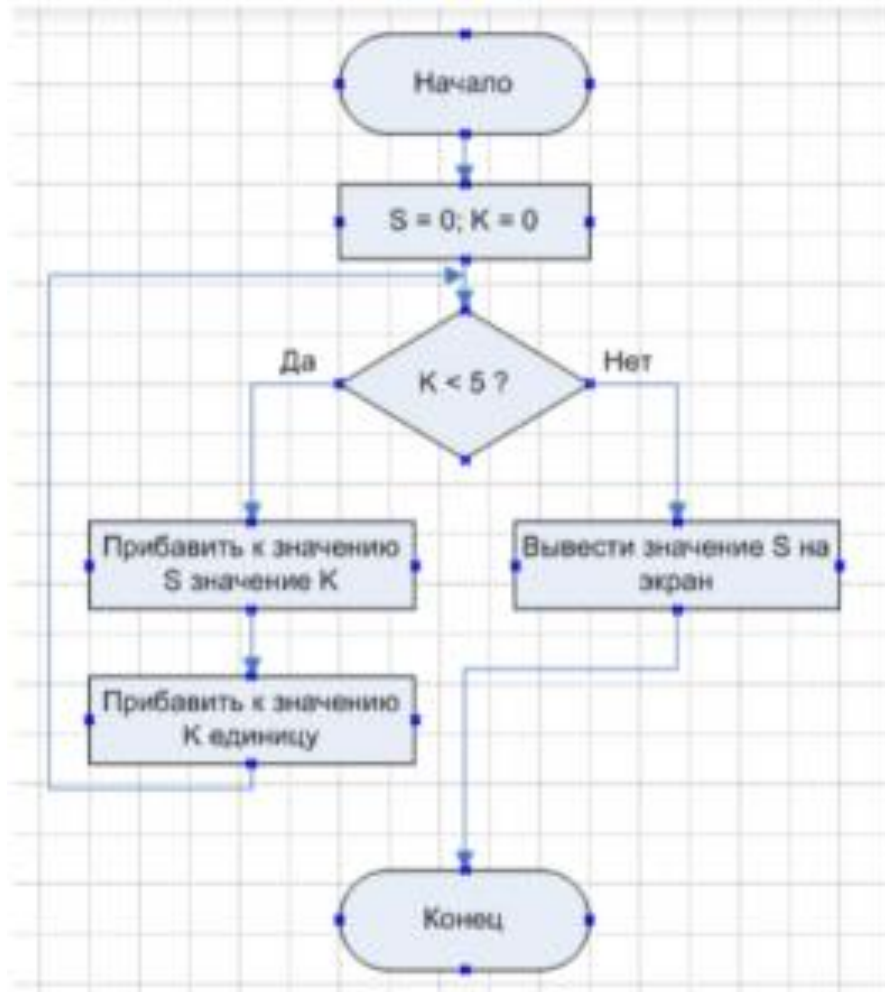 Начало
S = 0; K = 0
Да
K < 5 ?
Нет
Прибавить к значению
S значение K
Вывести значение S на
экран
Прибавить к значению
K единицу
Конец